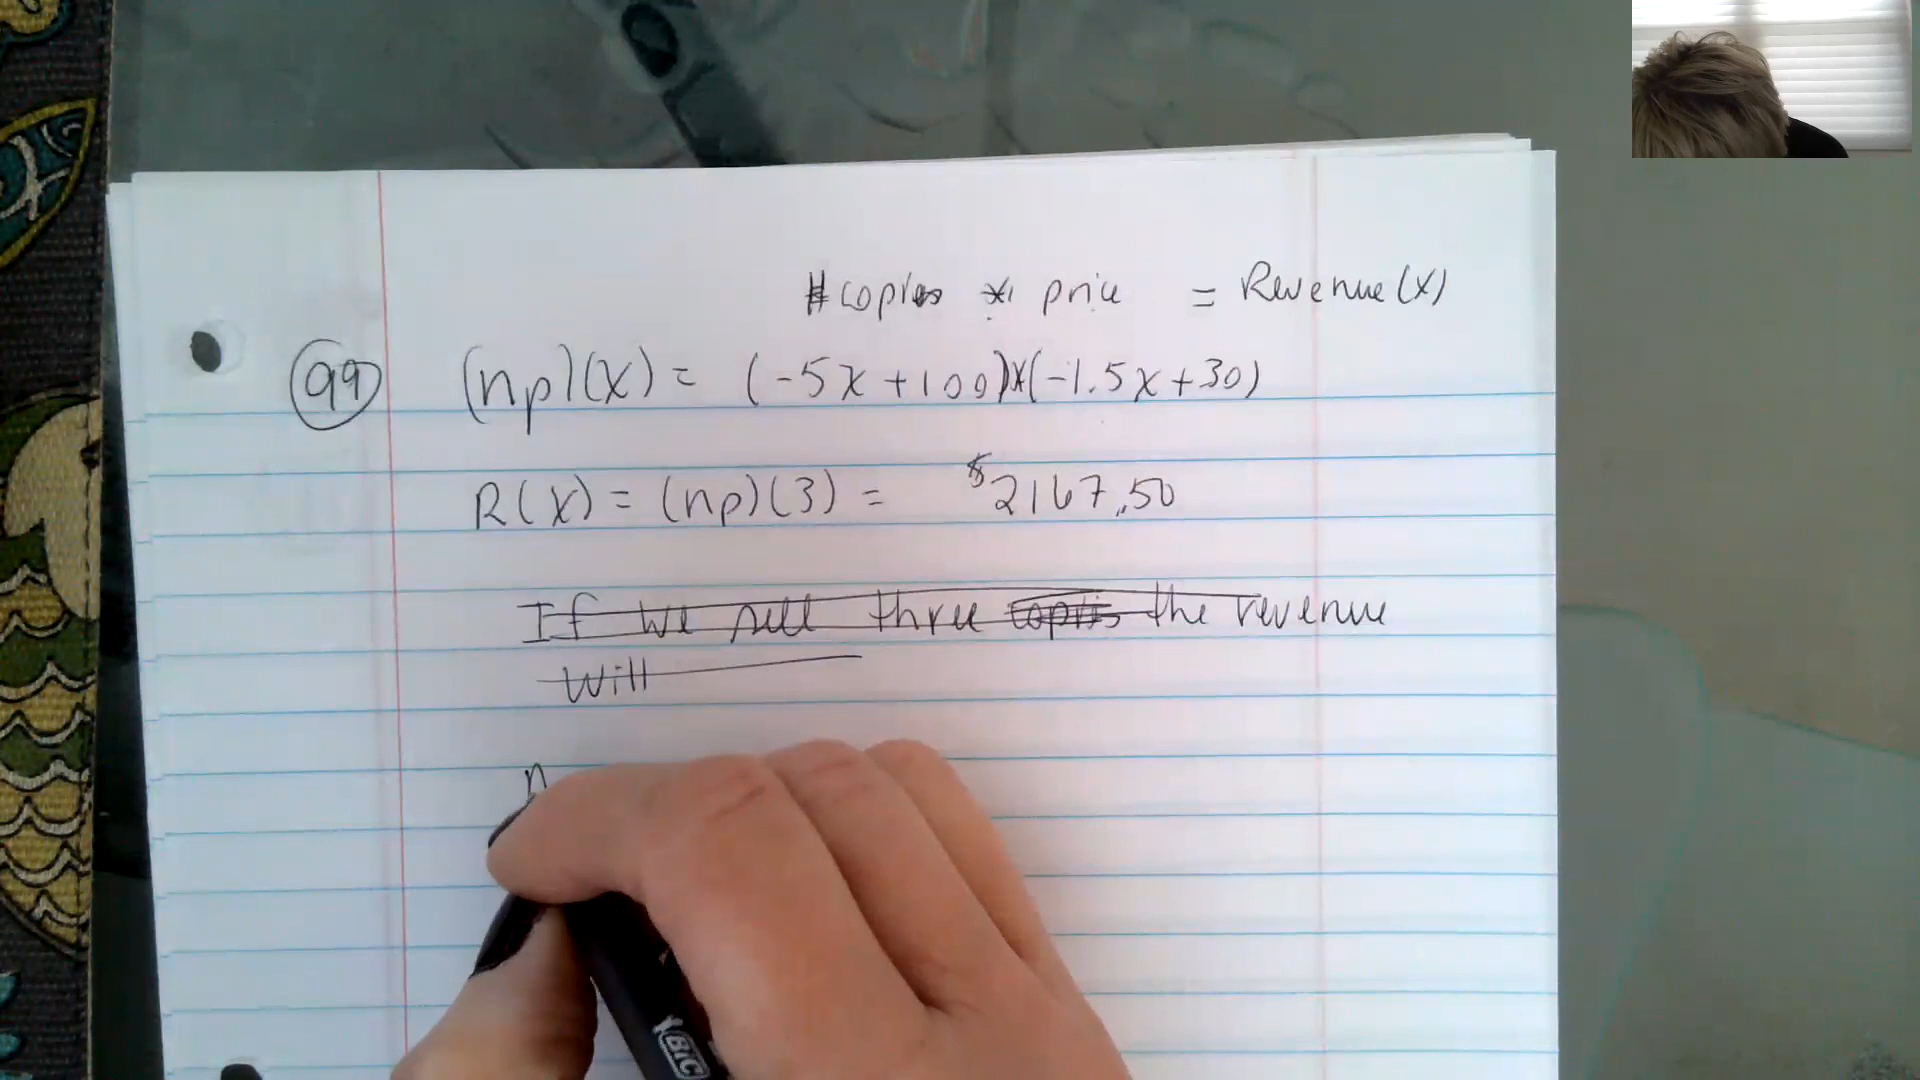 # copies * price = Revenue (x)
99 (np)(x) = (-5x + 100)x(-1.5x + 30)
R(x) = (np)(3) = $2167.50
If we sell three copies the revenue
will
n
BIC